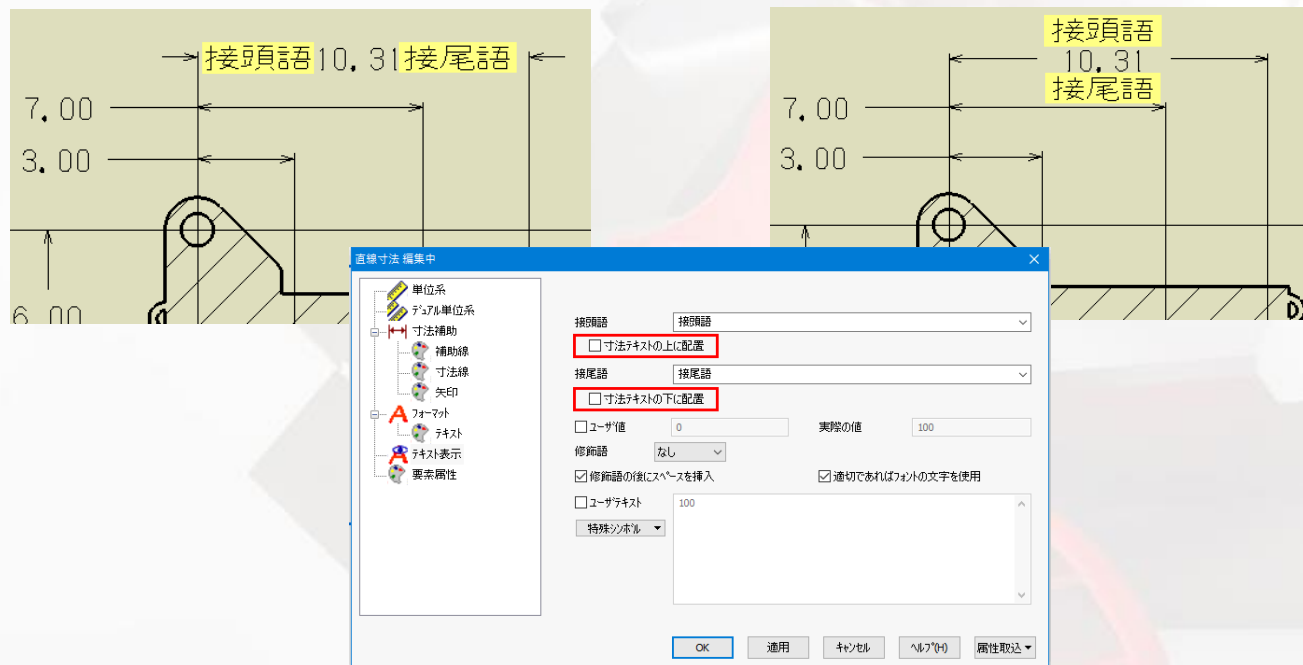 接頭語10.31接尾語
7.00
3.00
6.00
接頭語
10.31
接尾語
7.00
3.00
直線寸法 編集中
単位系
デュアル単位系
寸法補助
補助線
寸法線
矢印
フォーマット
テキスト
テキスト表示
要素属性
接頭語 接頭語
寸法テキストの上に配置
接尾語 接尾語
寸法テキストの下に配置
ユーザ値 0 実際の値 100
修飾語 なし
修飾語の後にスペースを挿入 適切であればフォントの文字を使用
ユーザテキスト 100
特殊シンボル
OK 適用 キャンセル ヘルプ(H) 属性取込